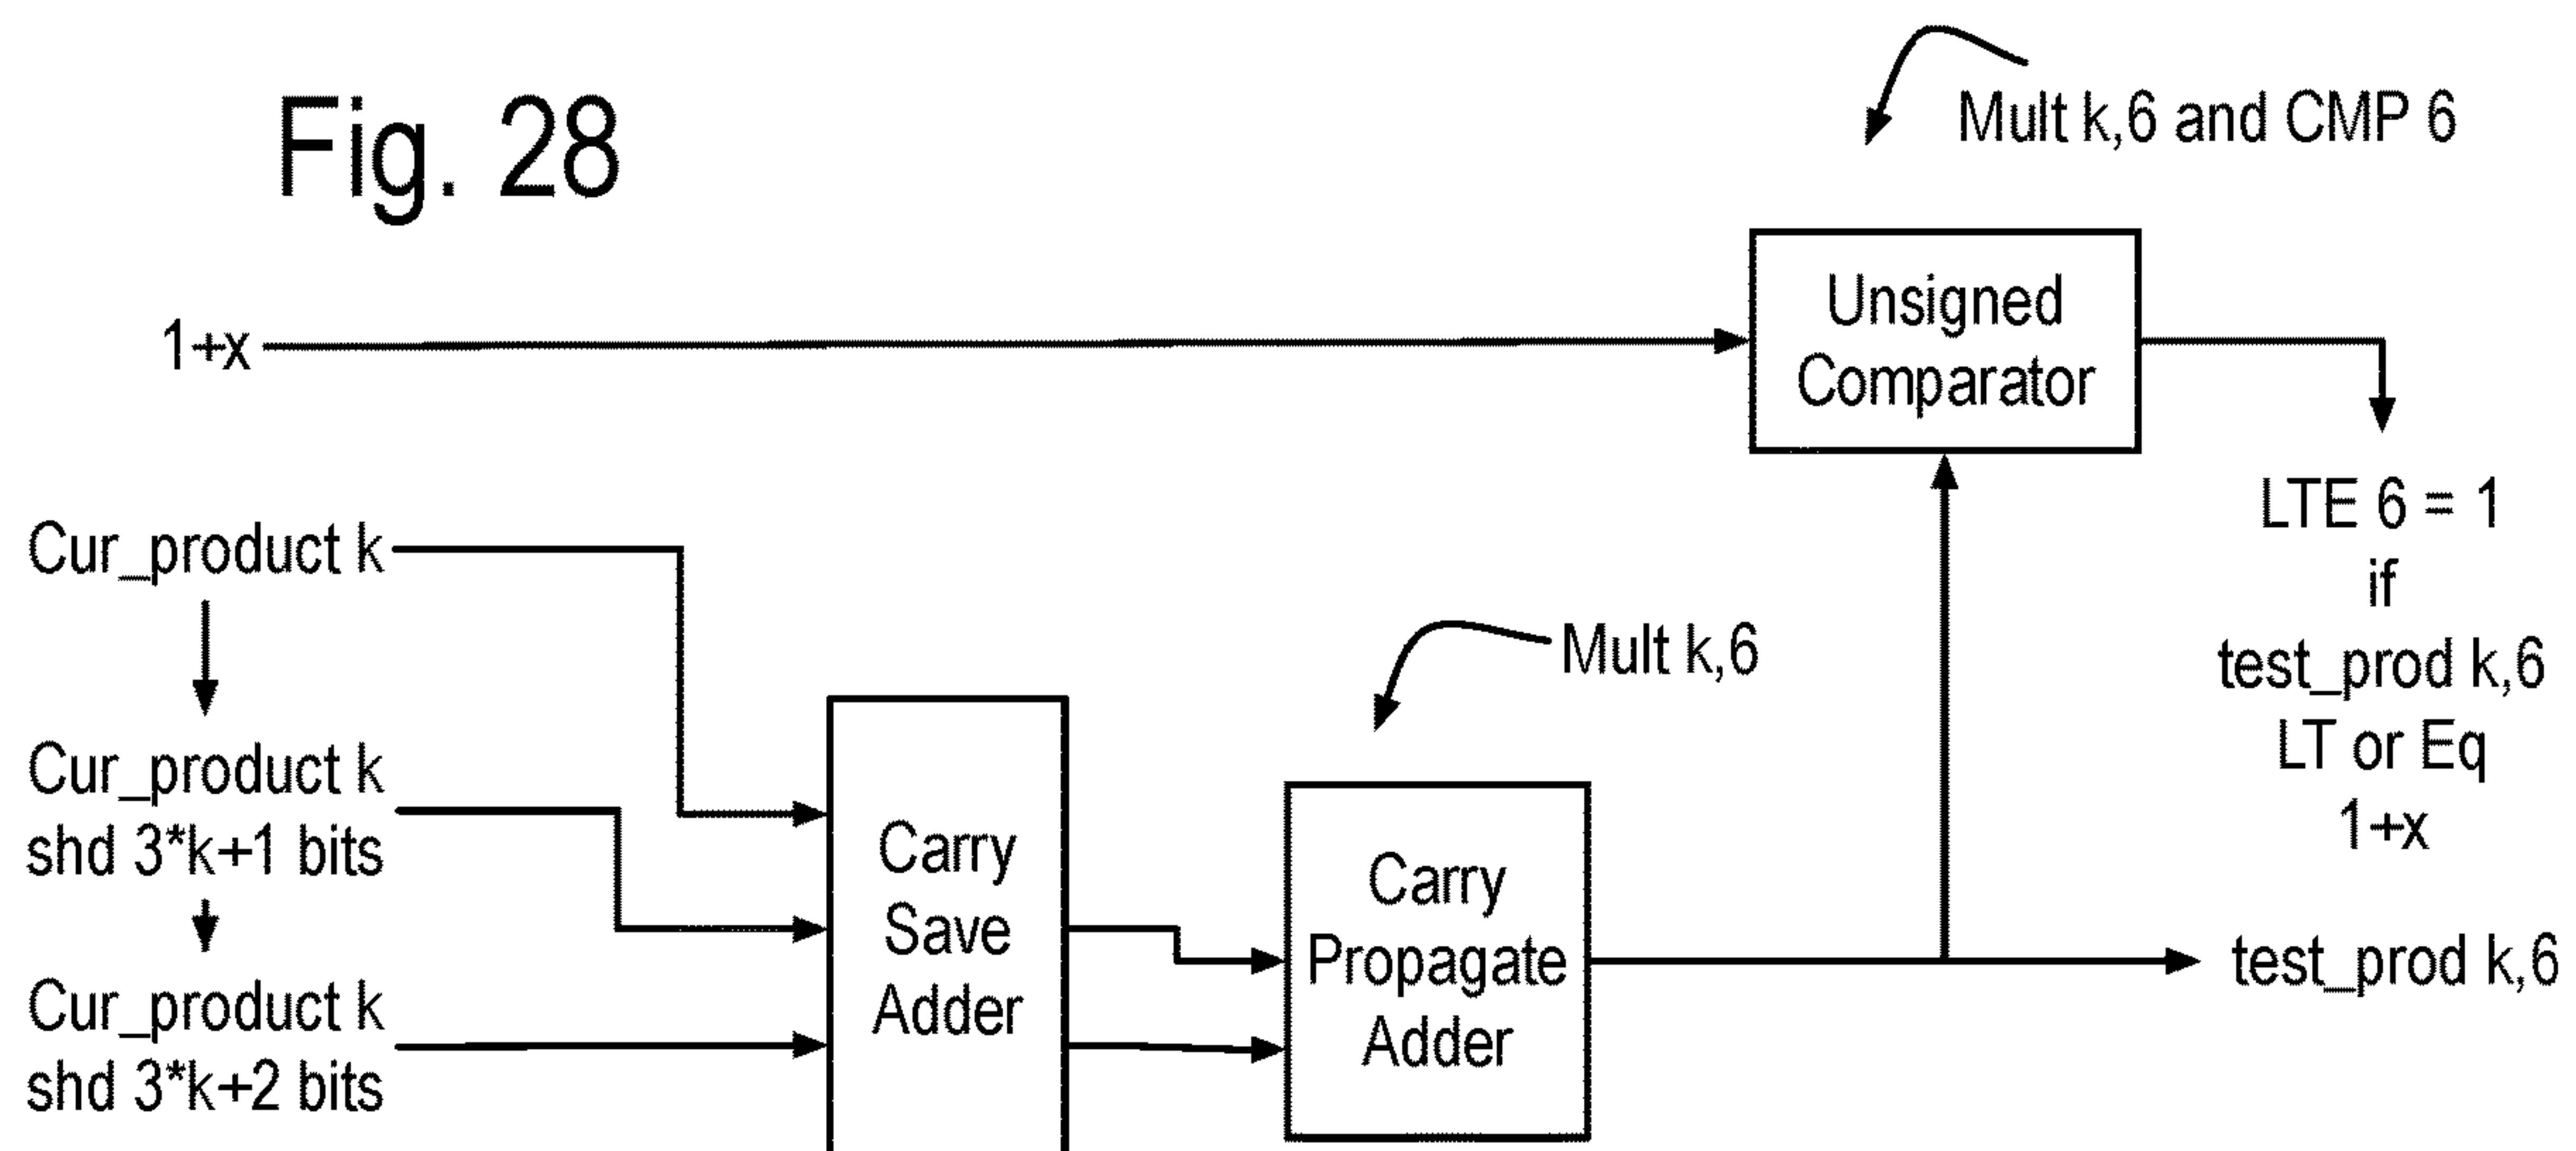 Fig. 28
Mult k,6 and CMP 6
1+x
Unsigned
Comparator
LTE 6 = 1
if
test_prod k,6
LT or Eq
1+x
Cur_product k
Cur_product k
shd 3*k+1 bits
Cur_product k
shd 3*k+2 bits
Carry
Save
Adder
Mult k,6
Carry
Propagate
Adder
test_prod k,6